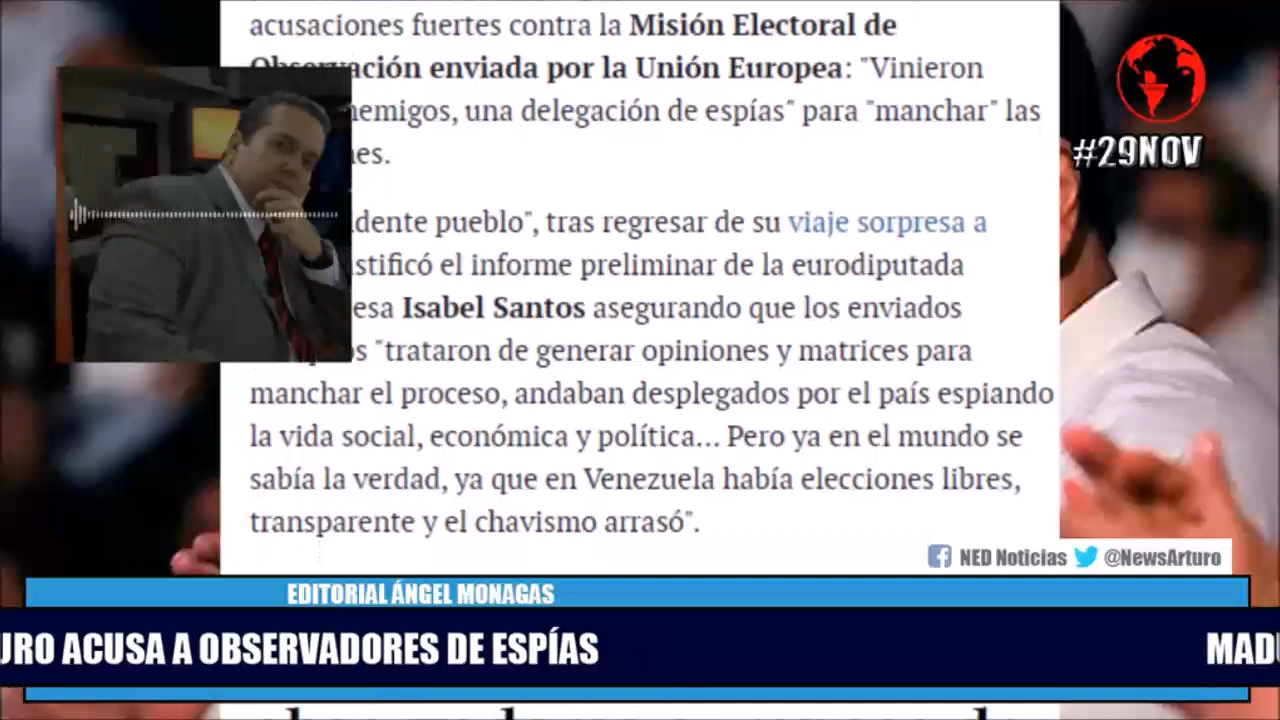 acusaciones fuertes contra la Misión Electoral de
Observación enviada por la Unión Europea: "Vinieron
una delegación de espías" para "manchar" las
pueblo", tras regresar de su viaje sorpresa a
el informe preliminar de la eurodiputada
Isabel Santos asegurando que los enviados
"trataron de generar opiniones y matrices para
manchar el proceso, andaban desplegados por el país espiando
la vida social, económica y política... Pero ya en el mundo se
sabía la verdad, ya que en Venezuela había elecciones libres,
transparente y el chavismo arrasó".
#29NOV
NED Noticias @NewsArturo
EDITORIAL ÁNGEL MONAGAS
URO ACUSA A OBSERVADORES DE ESPÍAS
MADU